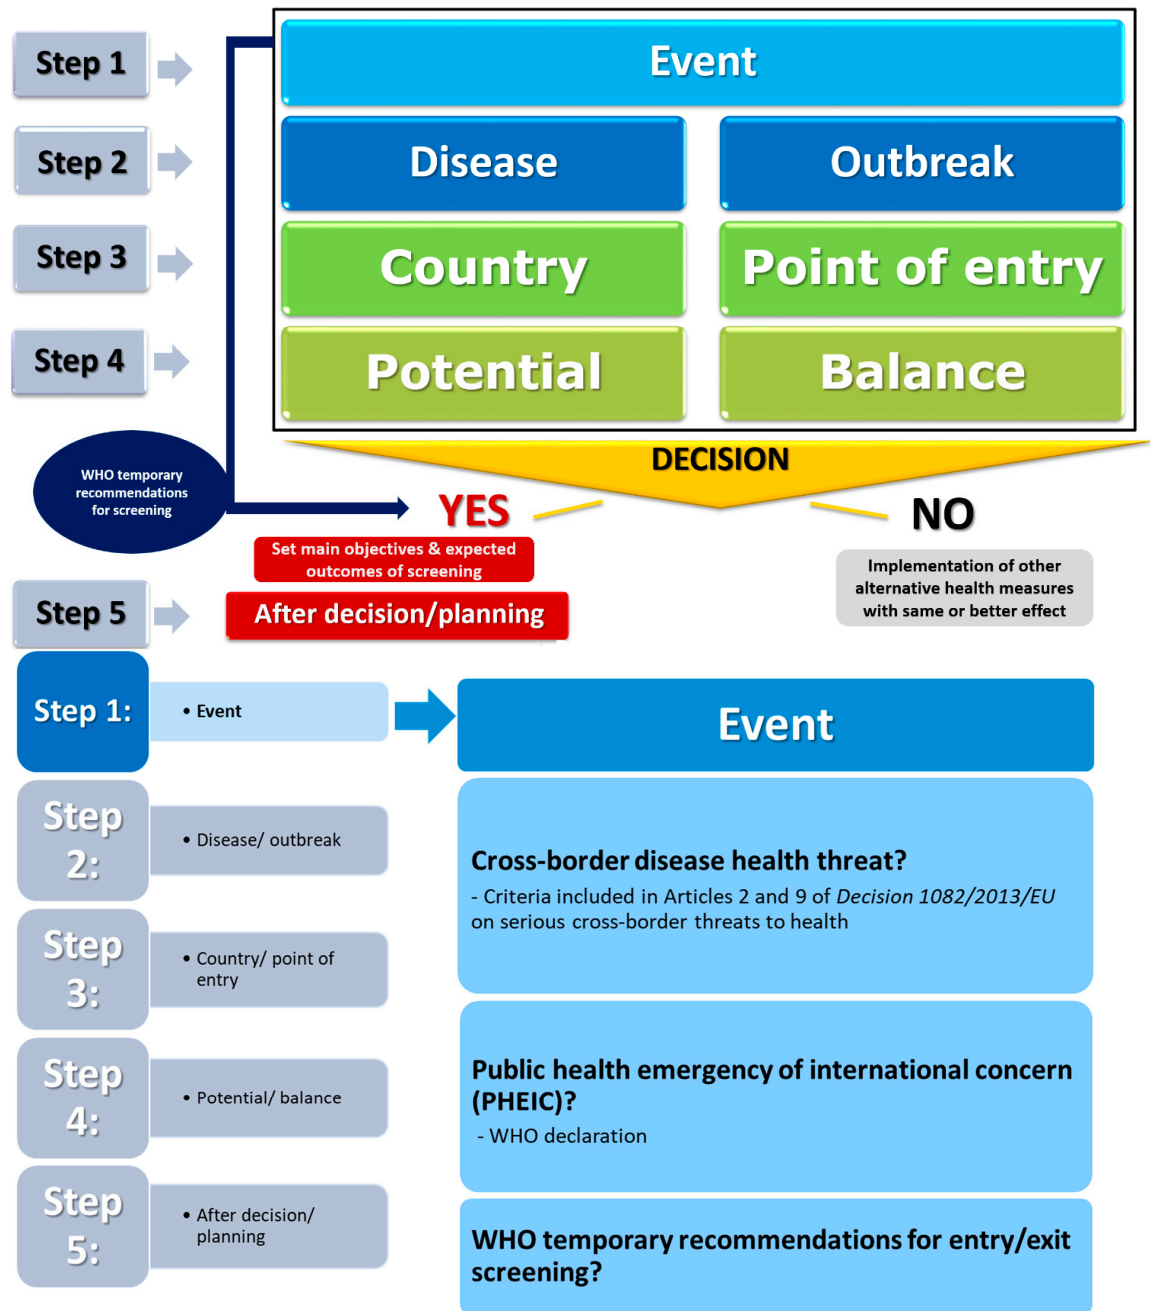 Step 1
Event
Step 2
Disease
Outbreak
Step 3
Country
Point of entry
Step 4
Potential
Balance
DECISION
WHO temporary
recommendations
for screening
YES
NO
Set main objectives & expected
outcomes of screening
Implementation of other
alternative health measures
with same or better effect
Step 5
After decision/planning
Step 1:
• Event
Event
Step
2:
• Disease/ outbreak
Cross-border disease health threat?
- Criteria included in Articles 2 and 9 of Decision 1082/2013/EU
on serious cross-border threats to health
Step
3:
• Country/ point of
entry
Step
4:
• Potential/ balance
Public health emergency of international concern
(PHEIC)?
- WHO declaration
Step
5:
• After decision/
planning
WHO temporary recommendations for entry/exit
screening?